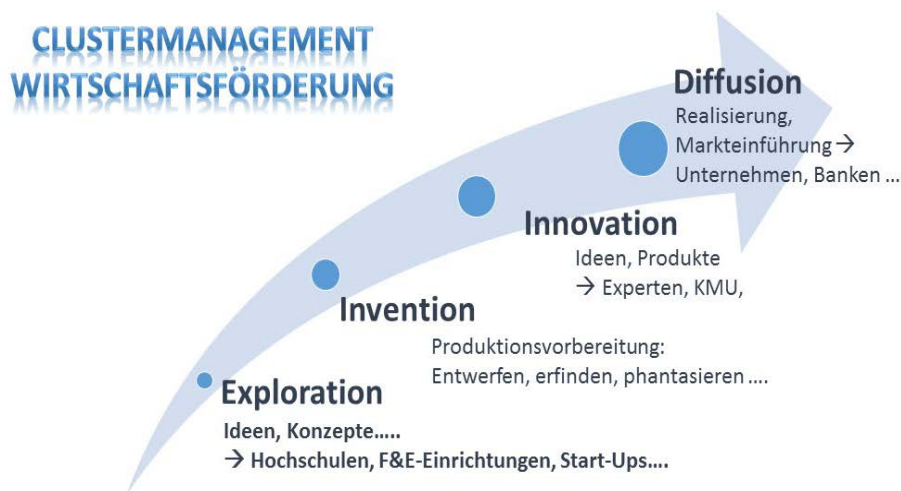 CLUSTERMANAGEMENT
WIRTSCHAFTSFÖRDERUNG
Diffusion
Realisierung,
Markteinführung →
Unternehmen, Banken ...
Innovation
Ideen, Produkte
→ Experten, KMU,
Invention
Produktionsvorbereitung:
Entwerfen, erfinden, phantasieren ....
Exploration
Ideen, Konzepte.....
→ Hochschulen, F&E-Einrichtungen, Start-Ups....